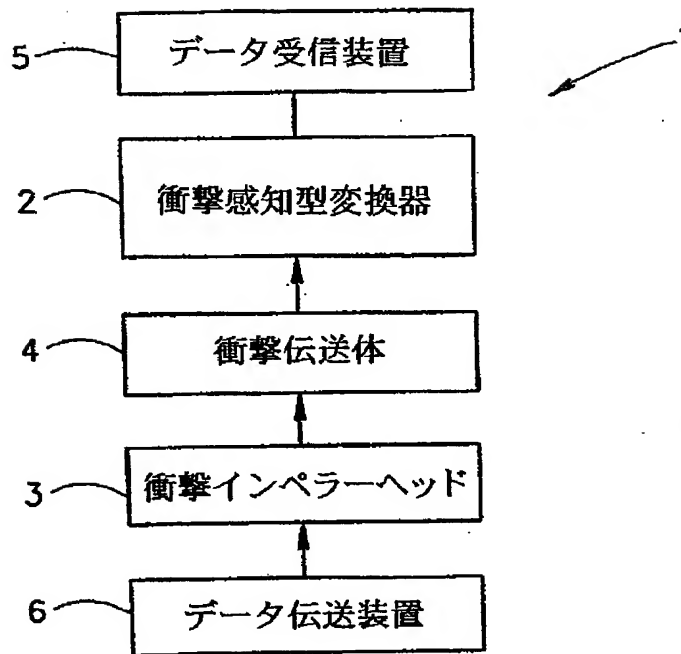 5 データ受信装置
2 衝撃感知型変換器
4 衝撃伝送体
3 衝撃インペラーヘッド
6 データ伝送装置